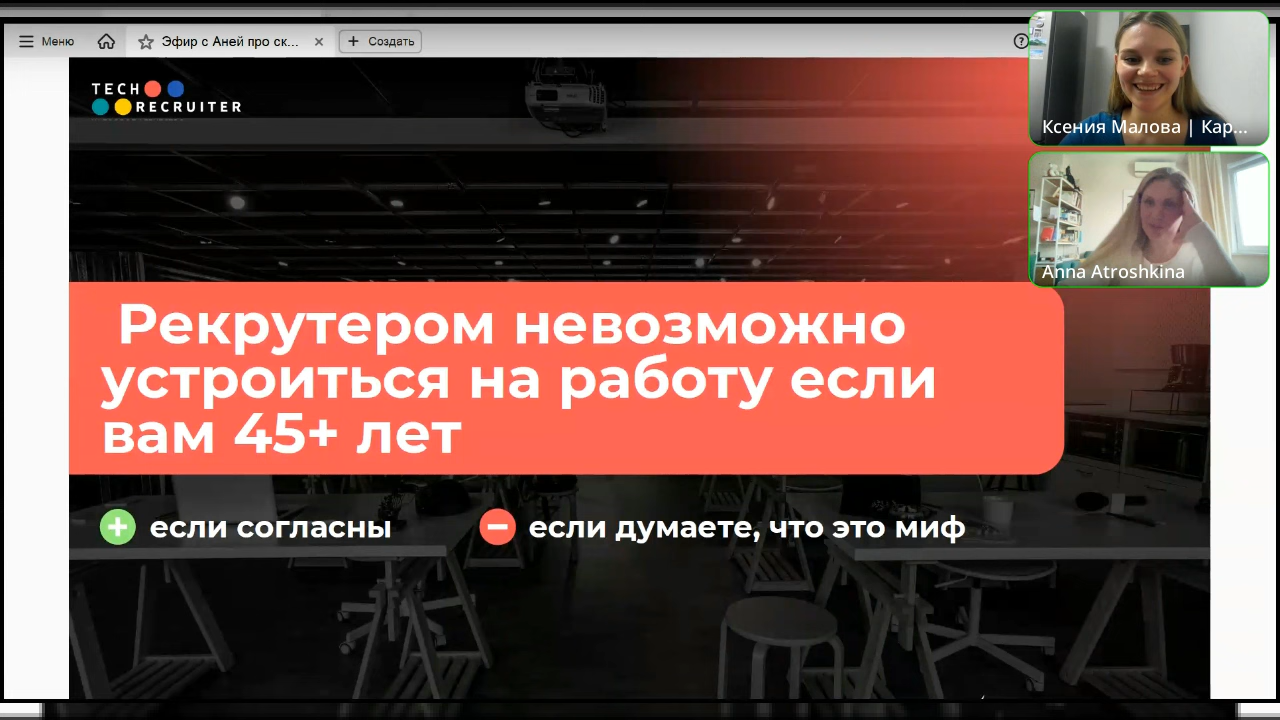 Меню
Эфир с Аней про ск...
Создать
?
TECH
RECRUITER
Рекрутером невозможно
устроиться на работу если
вам 45+ лет
если согласны
если думаете, что это миф
Ксения Малова | Кар...
Anna Atroshkina